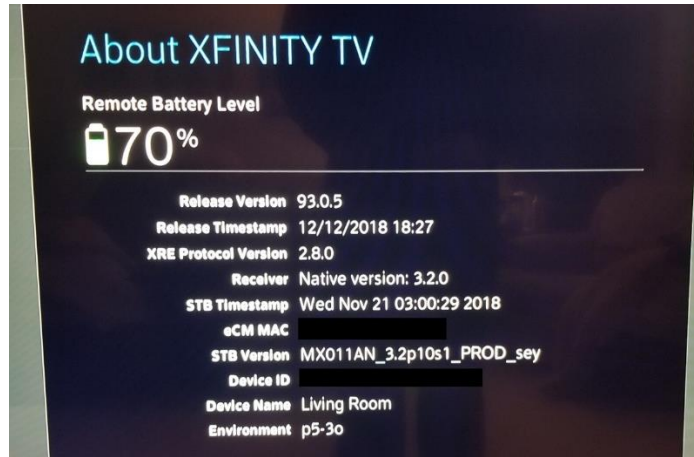 About XFINITY TV
Remote Battery Level
70%
Release Version 93.0.5
Release Timestamp 12/12/2018 18:27
XRE Protocol Version 2.8.0
Receiver Native version: 3.2.0
STB Timestamp Wed Nov 21 03:00:29 2018
eCM MAC
STB Version MX011AN_3.2p10s1_PROD_sey
Device ID
Device Name Living Room
Environment p5-3o